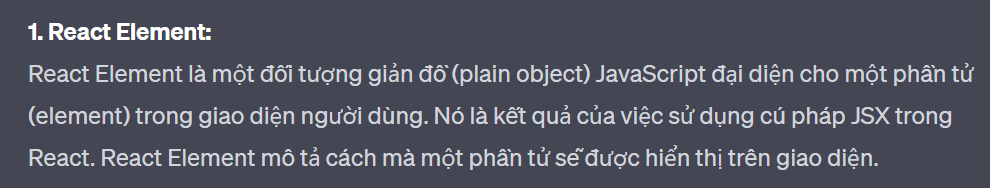 1. React Element:
React Element là một đối tượng giản đồ (plain object) JavaScript đại diện cho một phần tử
(element) trong giao diện người dùng. Nó là kết quả của việc sử dụng cú pháp JSX trong
React. React Element mô tả cách mà một phần tử sẽ được hiển thị trên giao diện.